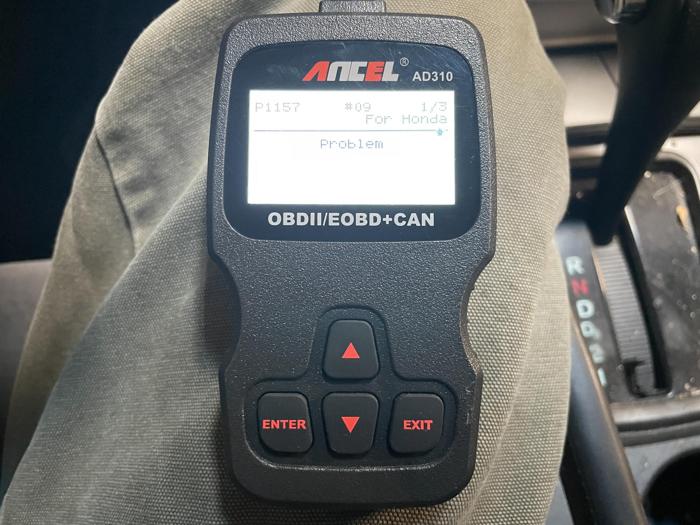 ANCEL® AD310
P1157 #09 1/3
For Honda
Problem
OBDII/EOBD+CAN
ENTER
EXIT
R
N
D